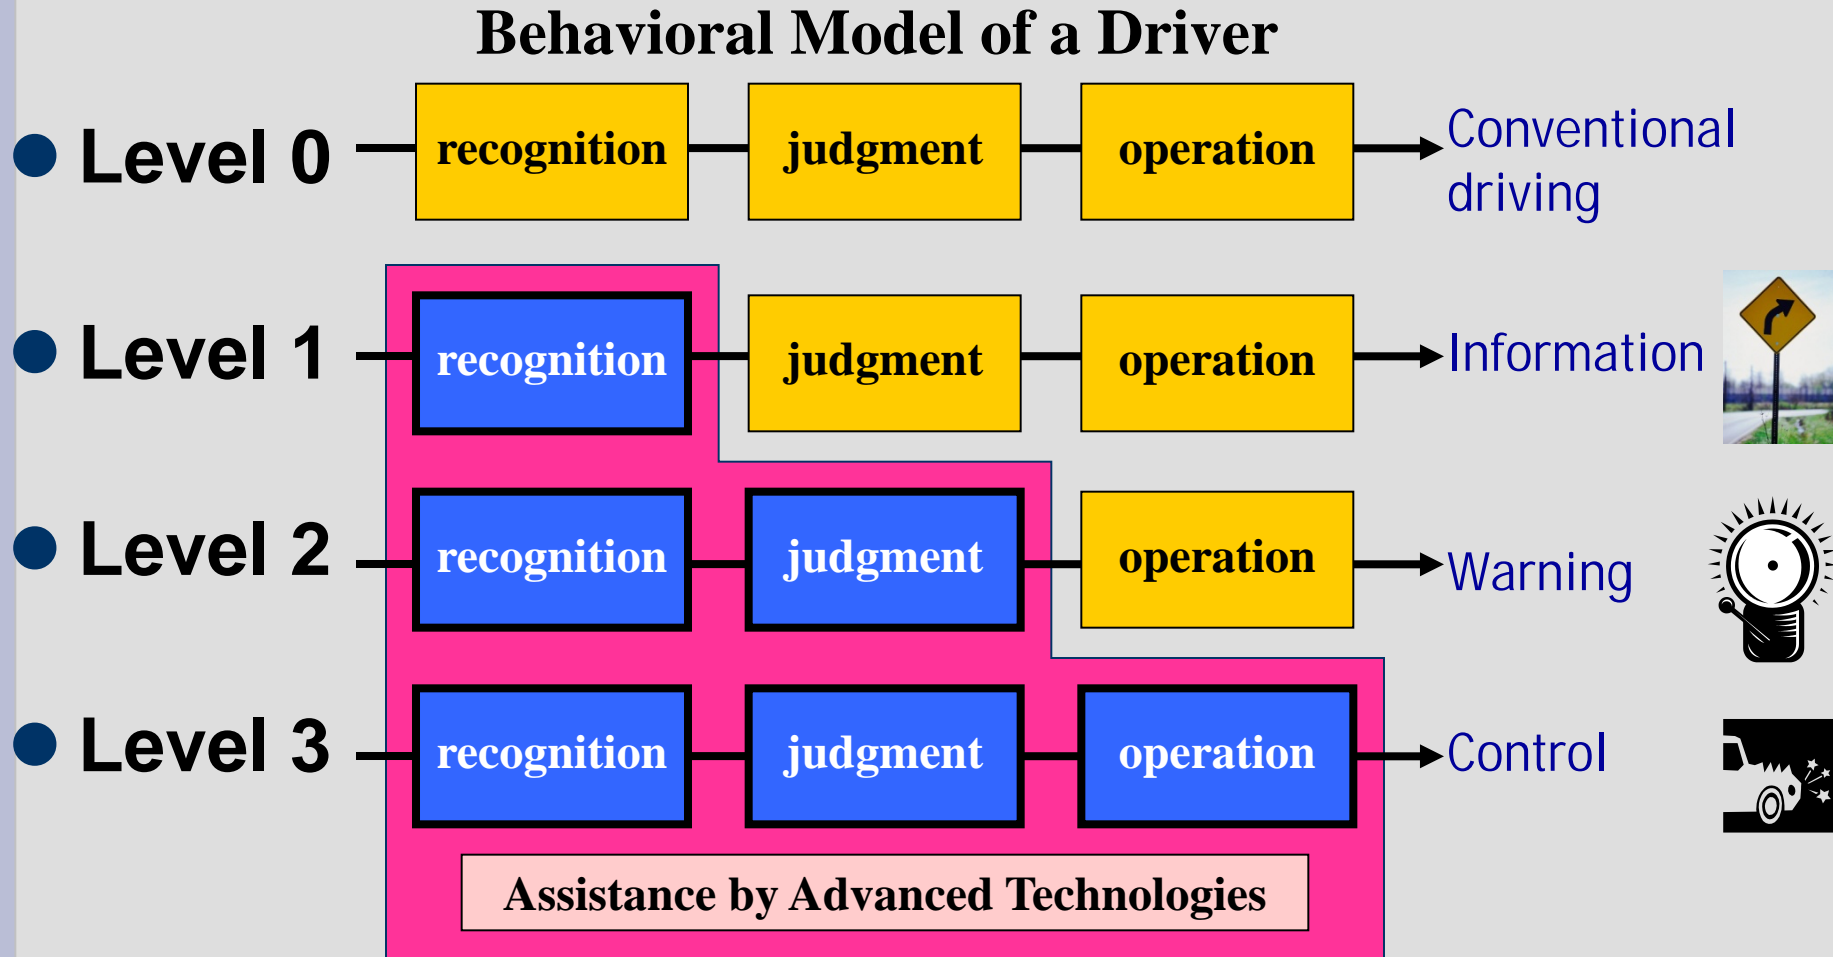 Behavioral Model of a Driver
Level 0 recognition judgment operation Conventional
driving
Level 1 recognition judgment operation Information
Level 2 recognition judgment operation Warning
Level 3 recognition judgment operation Control
Assistance by Advanced Technologies